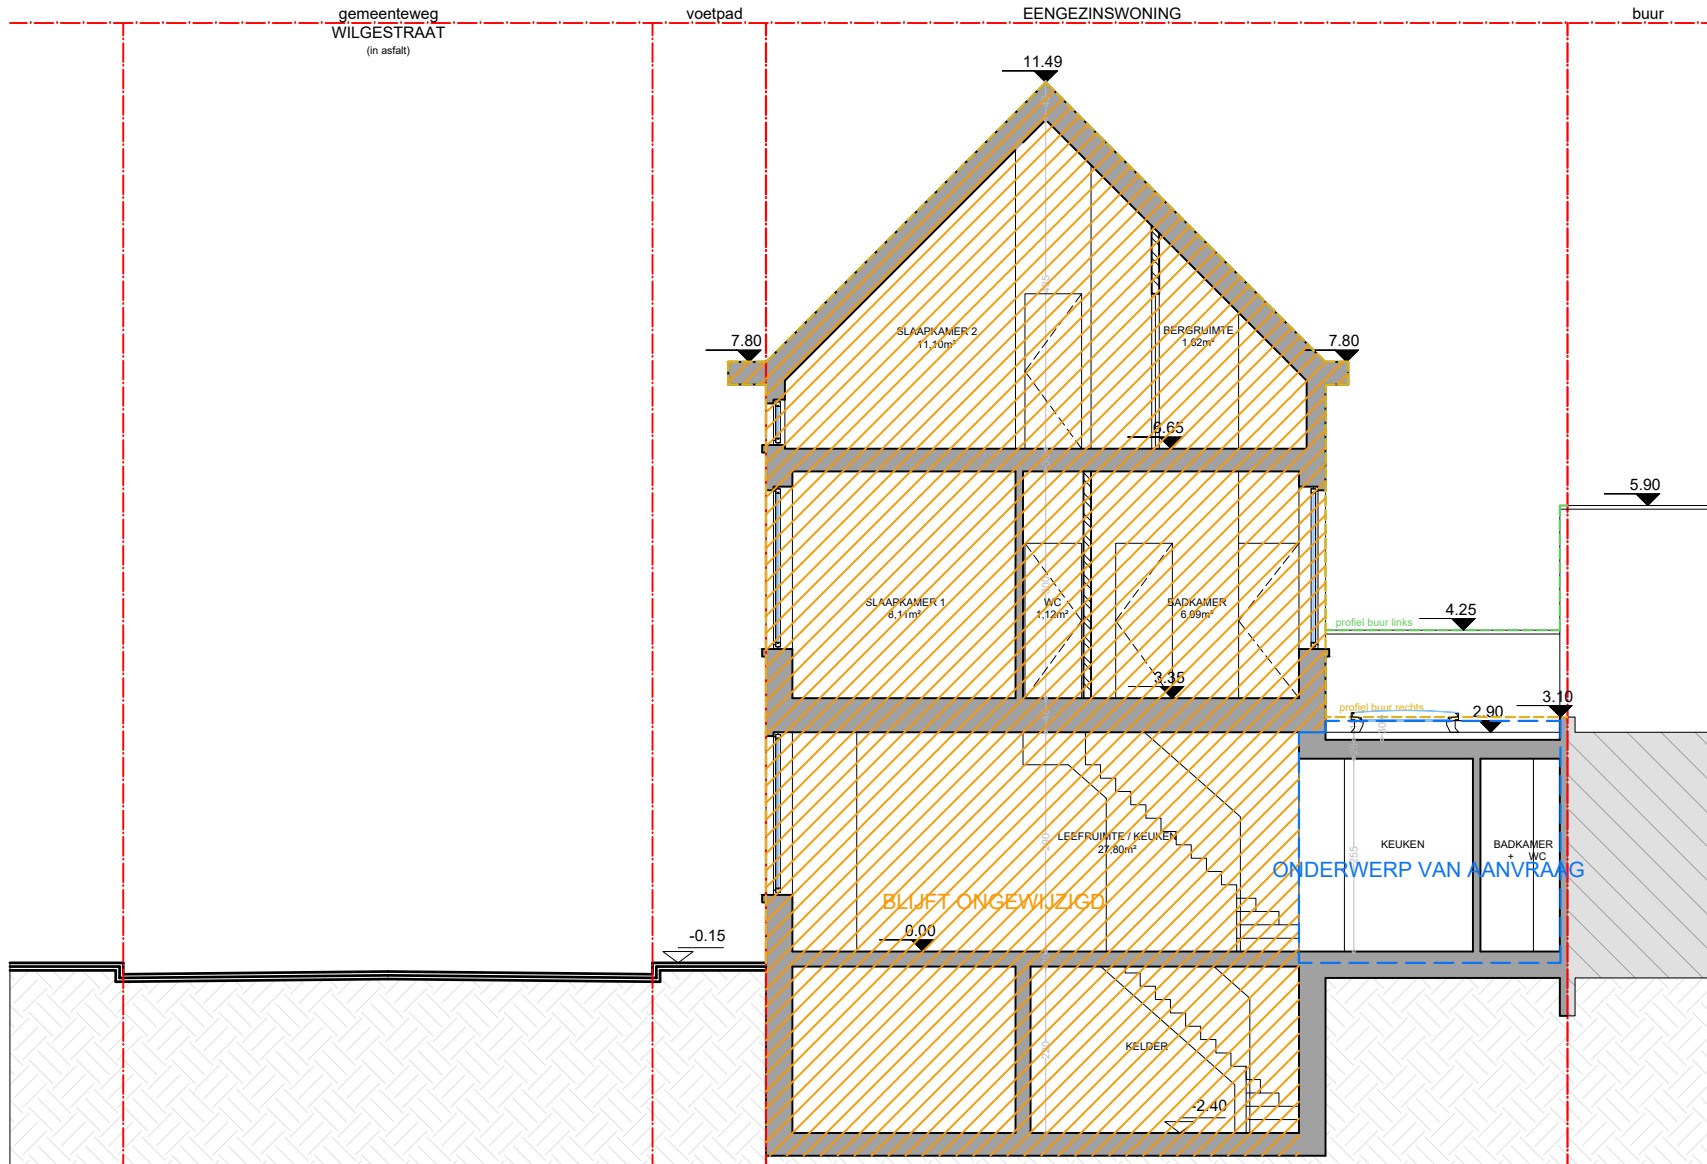 gemeenteweg
voetpad
EENGEZINSWONING
buur
WILGESTRAAT
(in asfalt)
11.49
7.80
7.80
SLAAPKAMER 2
11,10m²
BERGRUIMTE
1,62m²
6.65
5.90
SLAAPKAMER 1
8,11m²
WC
1,12m²
BADKAMER
6,09m²
4.25
profiel buur links
3.35
3.10
profiel buur rechts
2.90
LEEFRUIMTE / KEUKEN
27,80m²
KEUKEN
BADKAMER
+ WC
255
ONDERWERP VAN AANVRAAG
BLIJFT ONGEWIJZIGD
0.00
-0.15
KELDER
220
-2.40